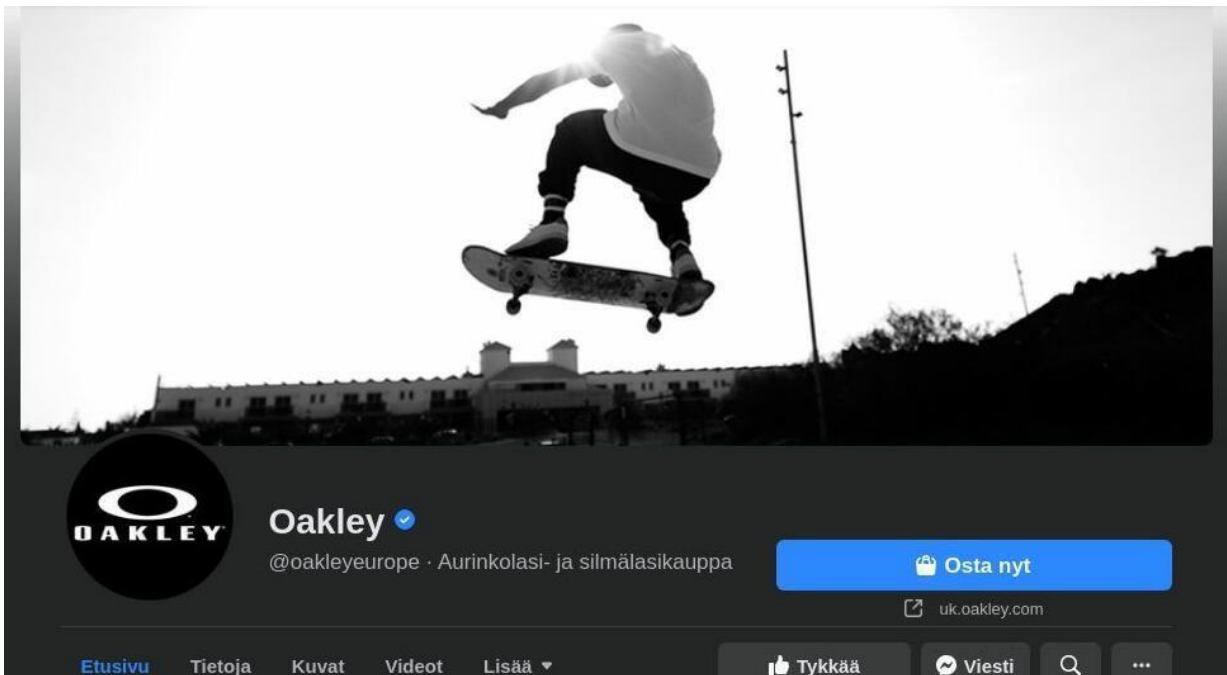 OAKLEY
Oakley
@oakleyeurope · Aurinkolasi- ja silmälasikauppa
Osta nyt
uk.oakley.com
Etusivu Tietoja Kuvat Videot Lisää
Tykkää Viesti